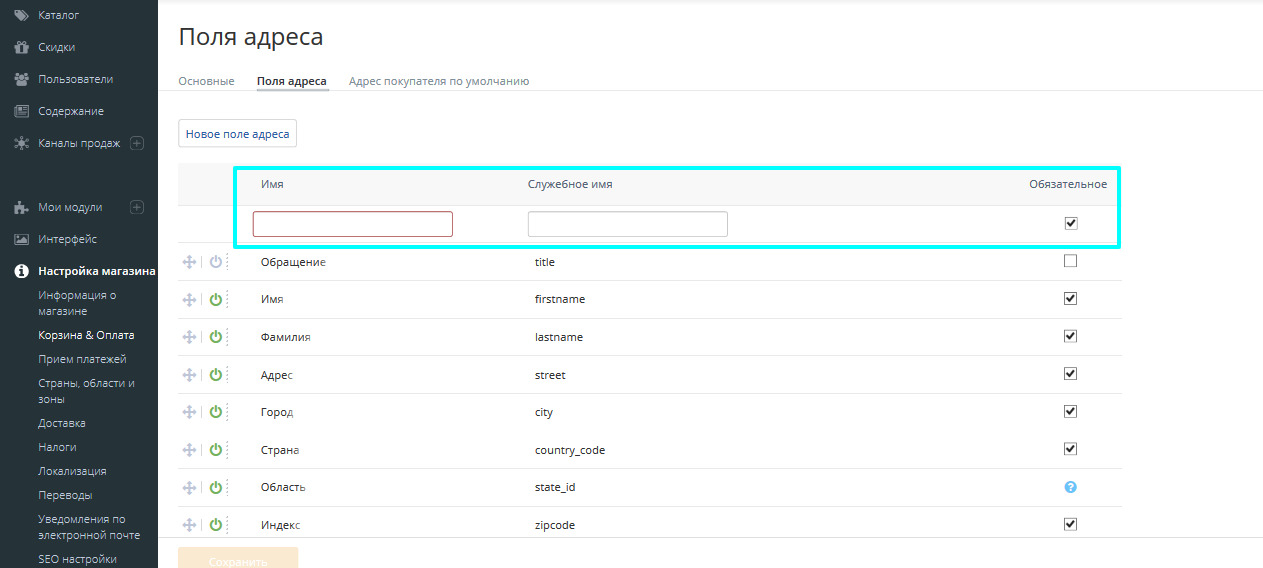 Каталог
Скидки
Пользователи
Содержание
Каналы продаж
Мои модули
Интерфейс
Настройка магазина
Информация о
магазине
Корзина & Оплата
Прием платежей
Страны, области и
зоны
Доставка
Налоги
Локализация
Переводы
Уведомления по
электронной почте
SEO настройки
Поля адреса
Основные Поля адреса Адрес покупателя по умолчанию
Новое поле адреса
Имя Служебное имя Обязательное
Обращение title
Имя firstname
Фамилия lastname
Адрес street
Город city
Страна country_code
Область state_id ?
Индекс zipcode
Сохранить